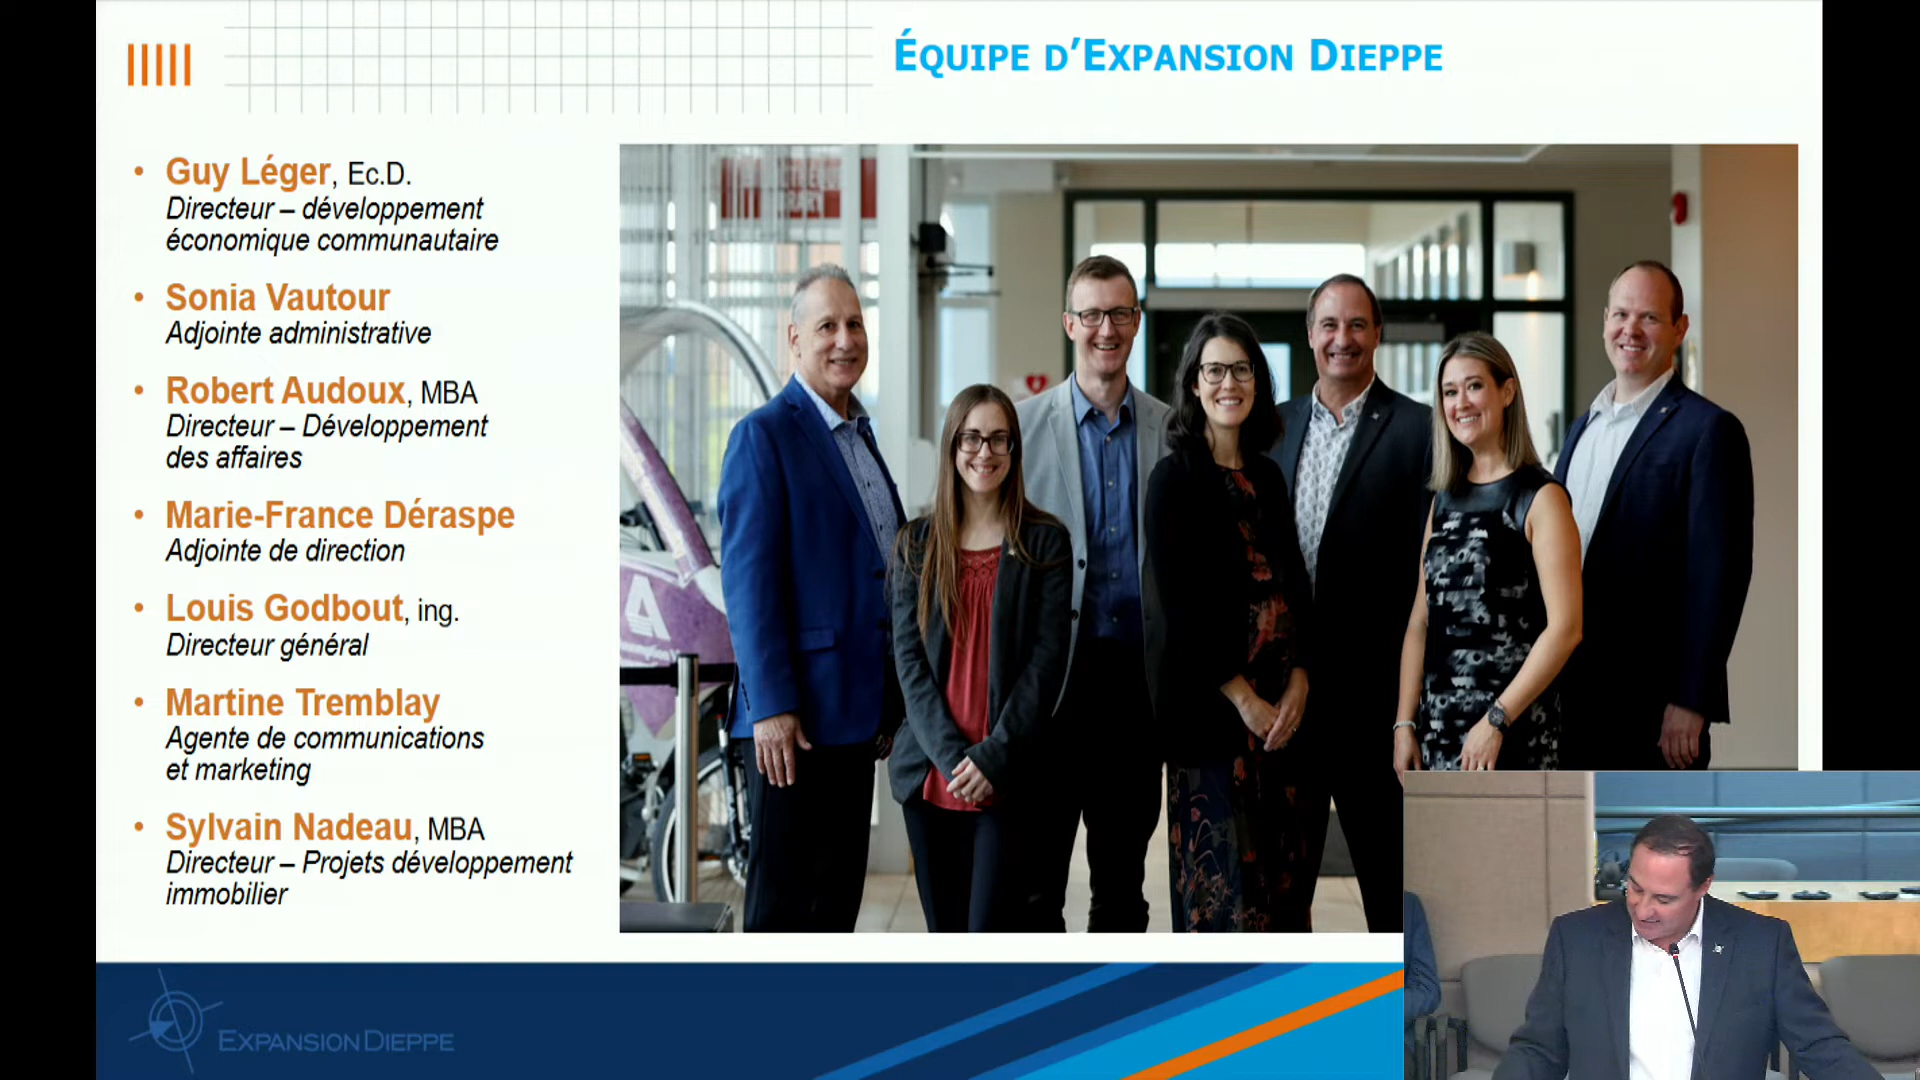 ÉQUIPE D'EXPANSION DIEPPE
• Guy Léger, Ec.D.
Directeur – développement
économique communautaire
• Sonia Vautour
Adjointe administrative
• Robert Audoux, MBA
Directeur – Développement
des affaires
• Marie-France Déraspe
Adjointe de direction
• Louis Godbout, ing.
Directeur général
• Martine Tremblay
Agente de communications
et marketing
• Sylvain Nadeau, MBA
Directeur – Projets développement
immobilier
EXPANSION DIEPPE